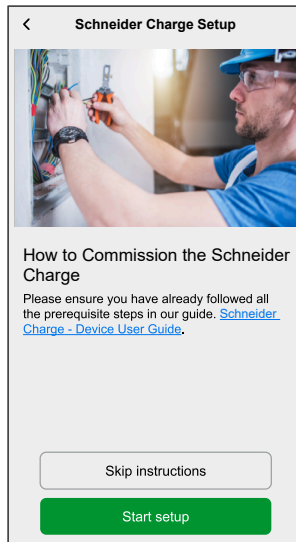 Schneider Charge Setup
How to Commission the Schneider
Charge
Please ensure you have already followed all
the prerequisite steps in our guide. Schneider
Charge - Device User Guide.
Skip instructions
Start setup